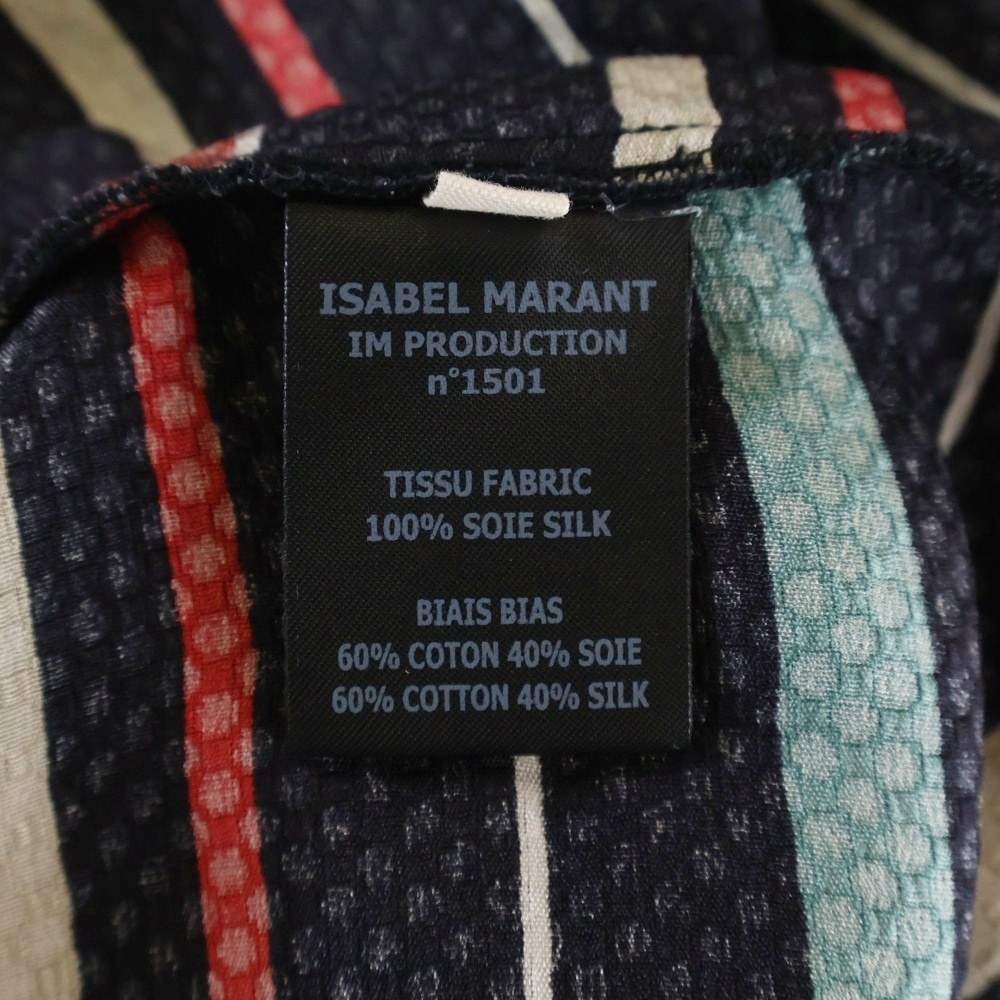 ISABEL MARANT
IM PRODUCTION
n°1501
TISSU FABRIC
100% SOIE SILK
BIAIS BIAS
60% COTON 40% SOIE
60% COTTON 40% SILK